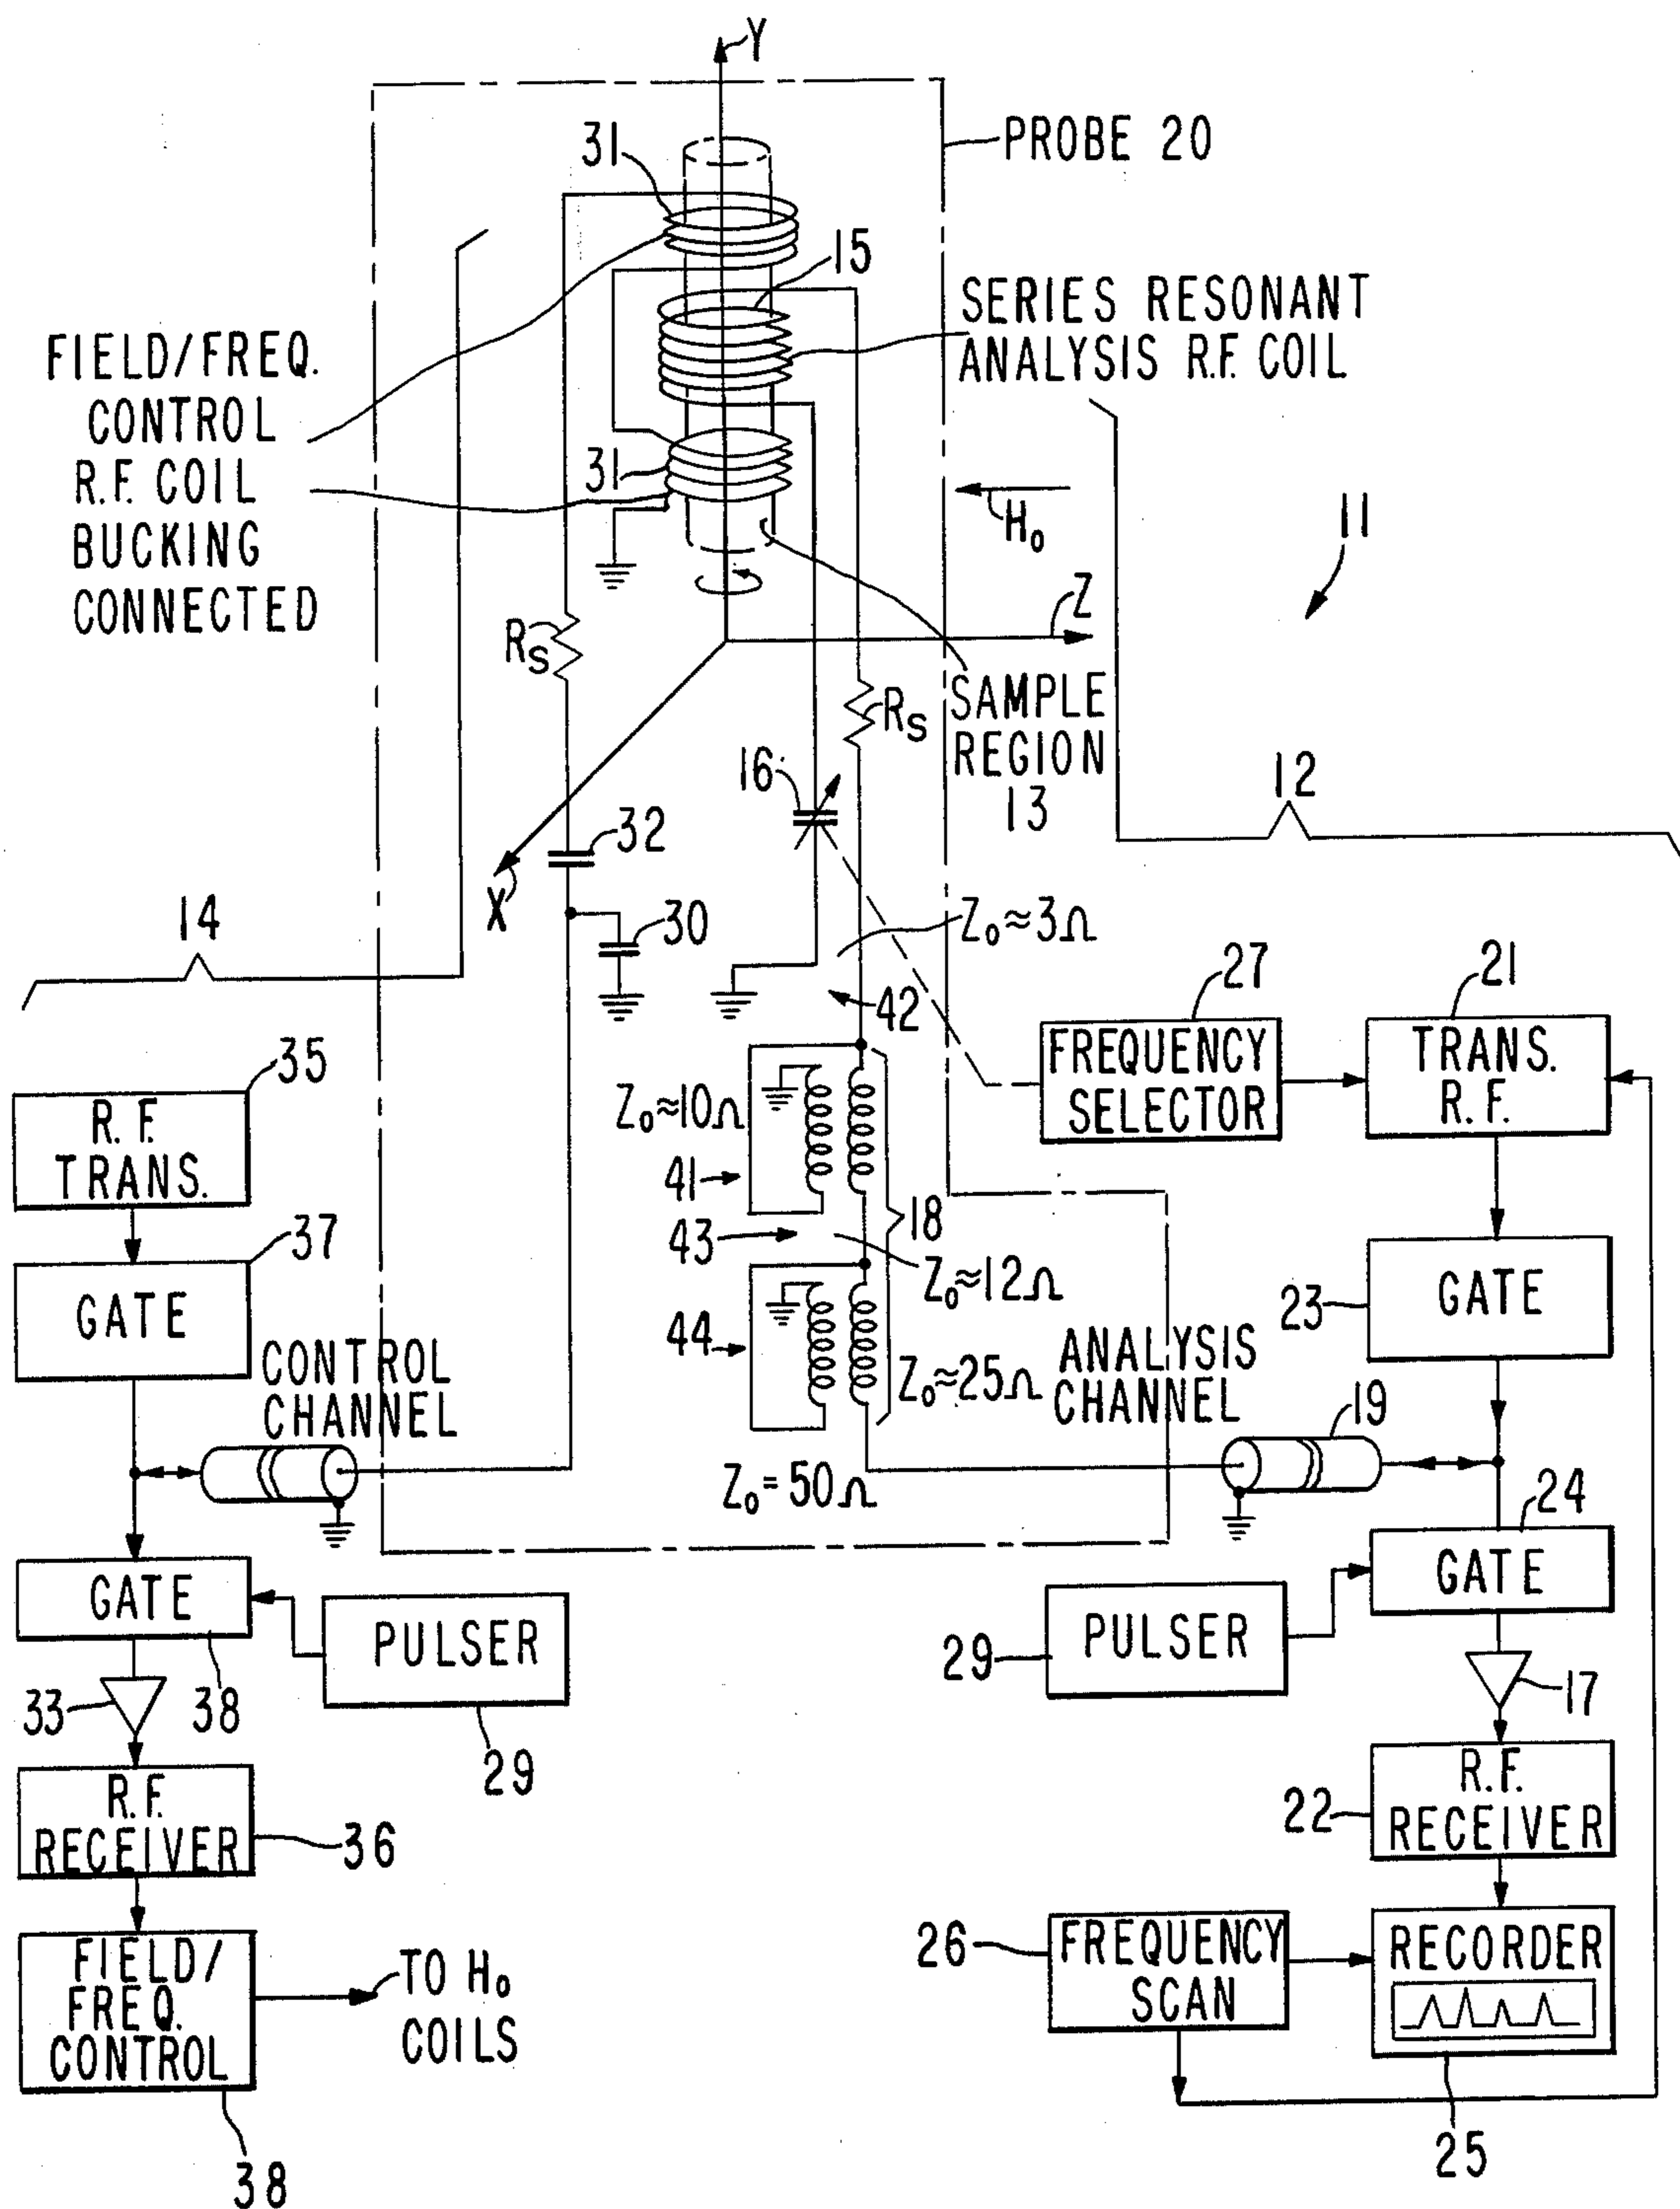 Y
PROBE 20
31
15
SERIES RESONANT
ANALYSIS R.F. COIL
FIELD/FREQ.
CONTROL
R.F. COIL
BUCKING
CONNECTED
31
H₀
11
Z
Rs
Rs
SAMPLE
REGION
13
16
12
32
X
14
30
Z₀≈3Ω
42
27
21
FREQUENCY
SELECTOR
TRANS.
R.F.
35
R.F.
TRANS.
Z₀≈10Ω
41
18
43
37
GATE
Z₀≈12Ω
23
GATE
44
CONTROL
CHANNEL
Z₀≈25Ω
ANALYSIS
CHANNEL
19
Z₀=50Ω
24
GATE
GATE
PULSER
29
PULSER
33
38
29
17
R.F.
RECEIVER
36
22
R.F.
RECEIVER
FIELD/
FREQ.
CONTROL
TO H₀
COILS
26
FREQUENCY
SCAN
RECORDER
25
38